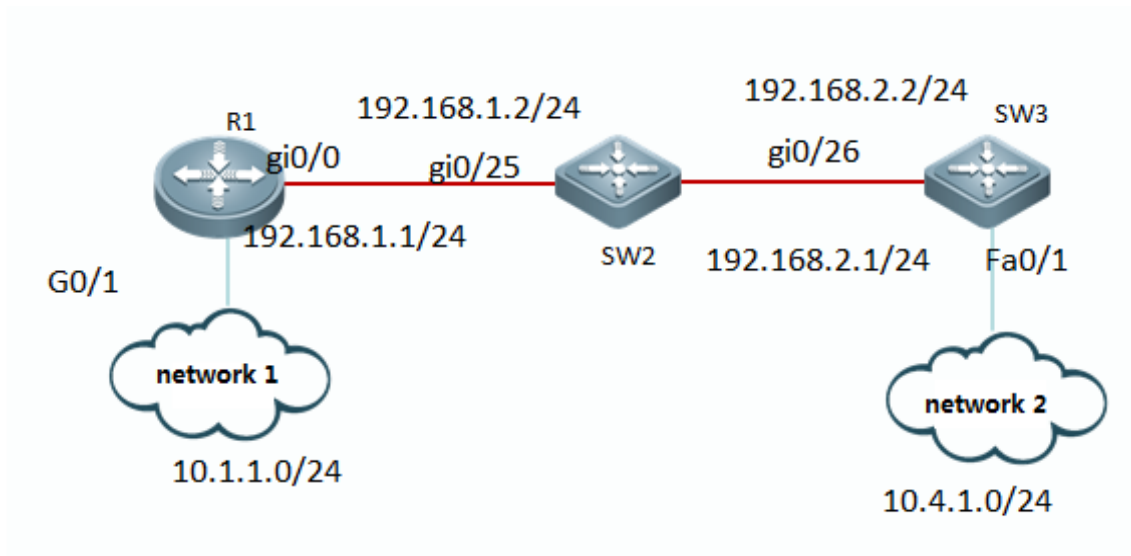 192.168.1.2/24
192.168.2.2/24
R1
SW3
gi0/0
gi0/25
gi0/26
192.168.1.1/24
SW2
192.168.2.1/24
Fa0/1
G0/1
network 1
network 2
10.1.1.0/24
10.4.1.0/24